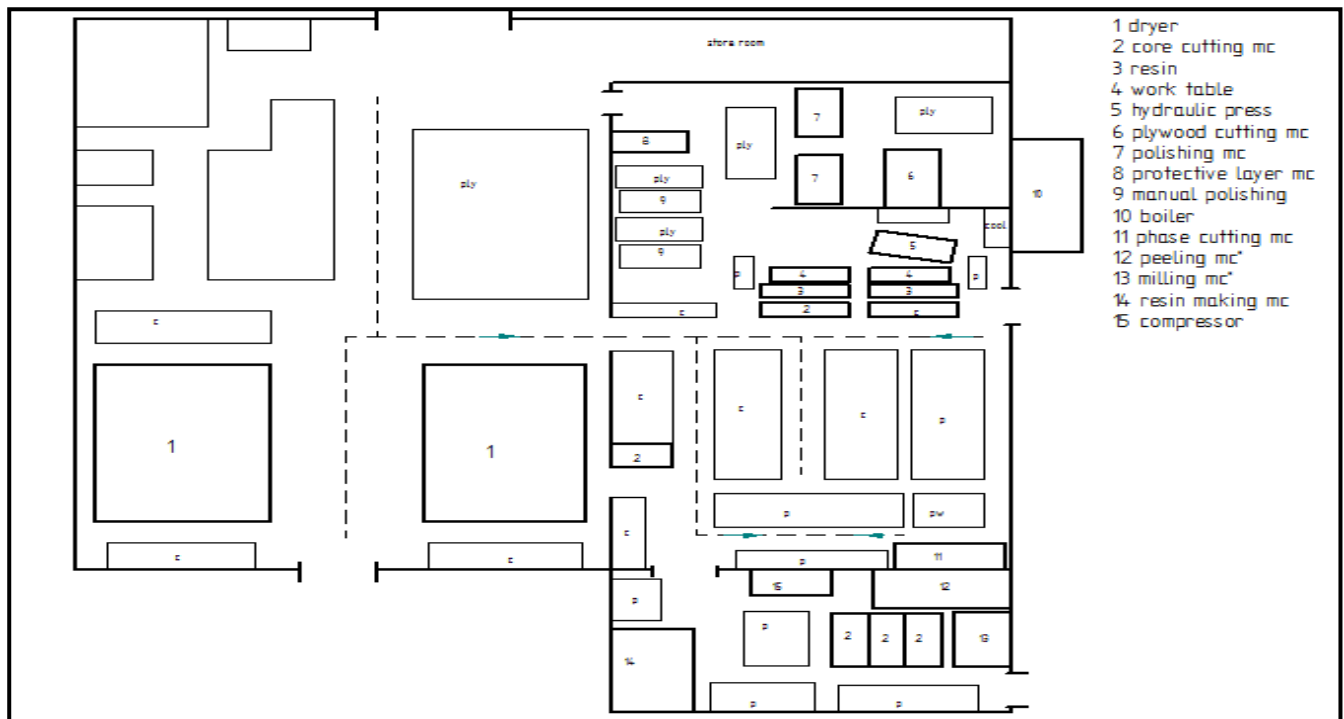 store room
1 dryer
2 core cutting mc
3 resin
4 work table
5 hydraulic press
6 plywood cutting mc
7 polishing mc
8 protective layer mc
9 manual polishing
10 boiler
11 phase cutting mc
12 peeling mc*
13 milling mc*
14 resin making mc
15 compressor
7
ply
ply
8
10
ply
7
6
ply
9
ply
cool
5
9
p
4
4
p
3
3
c
2
c
c
c
c
c
p
1
1
2
p
pw
c
c
c
p
11
15
12
p
p
2
2
2
13
14
p
p